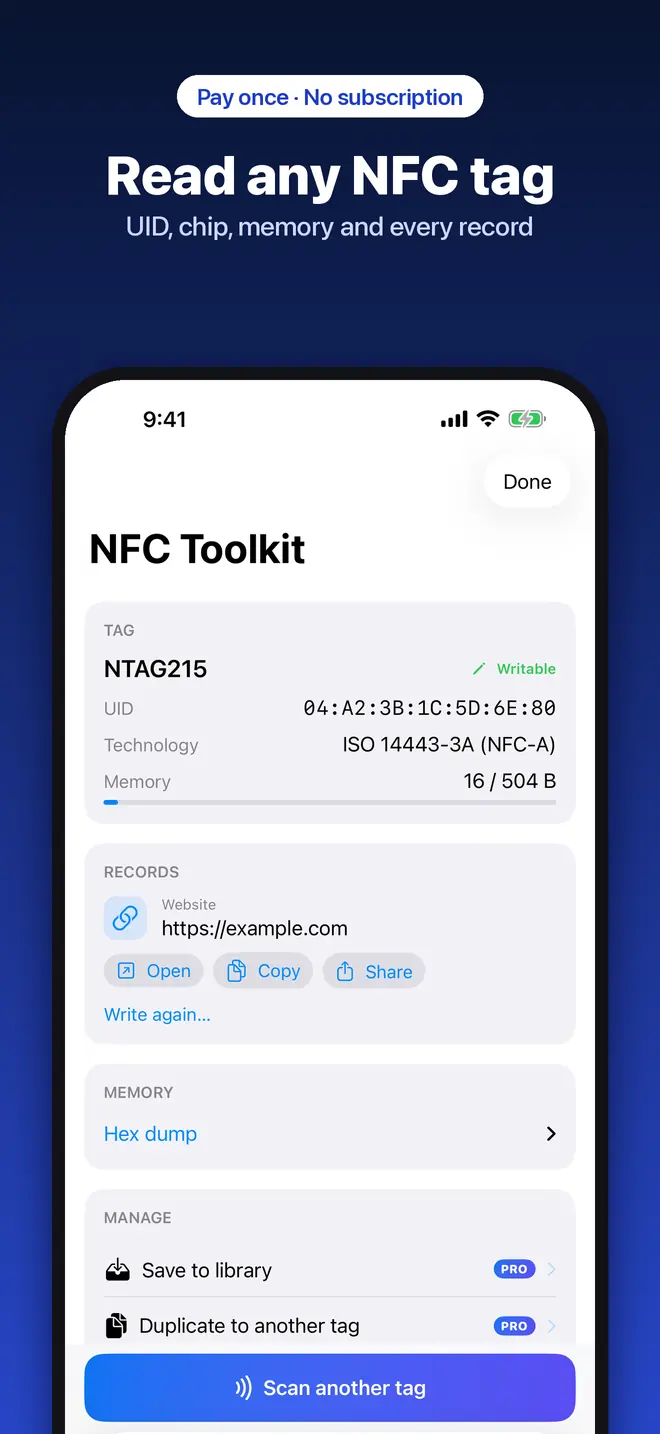 Pay once · No subscription
Read any NFC tag
UID, chip, memory and every record
9:41
Done
NFC Toolkit
TAG
NTAG215
Writable
UID 04:A2:3B:1C:5D:6E:80
Technology ISO 14443-3A (NFC-A)
Memory 16 / 504 B
RECORDS
Website
https://example.com
Open Copy Share
Write again...
MEMORY
Hex dump
MANAGE
Save to library PRO
Duplicate to another tag PRO
Scan another tag